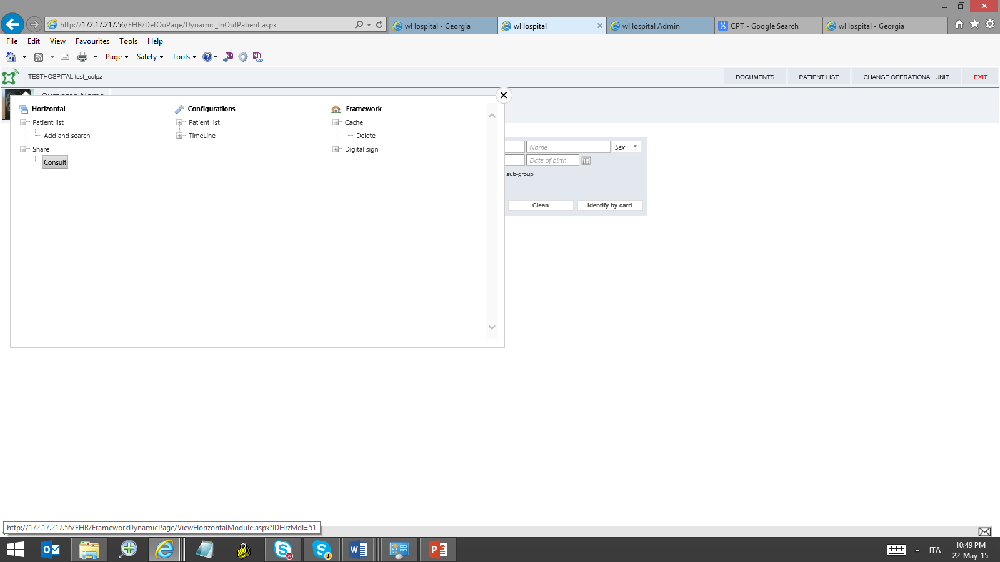 http://172.17.217.56/EHR/DefOuPage/Dynamic_InOutPatient.aspx
wHospital - Georgia
wHospital
wHospital Admin
CPT - Google Search
wHospital - Georgia
File Edit View Favourites Tools Help
Page Safety Tools
TESTHOSPITAL test_outpz
DOCUMENTS
PATIENT LIST
CHANGE OPERATIONAL UNIT
EXIT
Surname Name
Horizontal
Patient list
Add and search
Share
Consult
Configurations
Patient list
TimeLine
Framework
Cache
Delete
Digital sign
Name
Sex
Date of birth
sub-group
Clean
Identify by card
http://172.17.217.56/EHR/FrameworkDynamicPage/ViewHorizontalModule.aspx?IDHrzMdl=51
ITA
10:49 PM
22-May-15